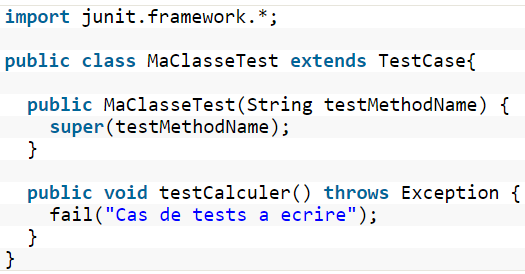 import junit.framework.*;
public class MaClasseTest extends TestCase{
public MaClasseTest(String testMethodName) {
super(testMethodName);
}
public void testCalculer() throws Exception {
fail("Cas de tests a ecrire");
}
}